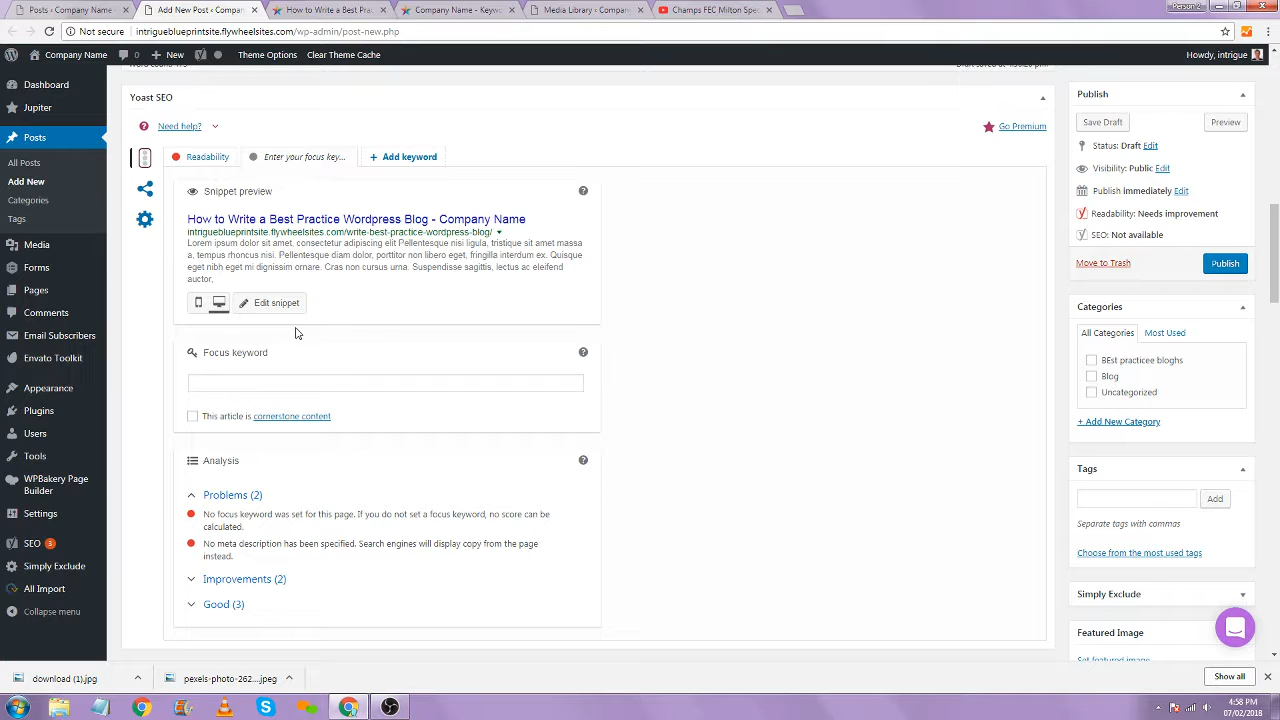 Posts ‹ Company Name
Add New Post ‹ Compan
How to Write a Best Prac
Company Name - Keyw
Media Library ‹ Compan
Champs FEC Milton Spe
Person 2
Not secure
intrigueblueprintsite.flywheelsites.com/wp-admin/post-new.php
Company Name
0
New
Theme Options
Clear Theme Cache
Howdy, intrigue
Dashboard
Jupiter
Posts
All Posts
Add New
Categories
Tags
Media
Forms
Pages
Comments
Email Subscribers
Envato Toolkit
Appearance
Plugins
Users
Tools
WPBakery Page
Builder
Settings
SEO 3
Simply Exclude
All Import
Collapse menu
Yoast SEO
Need help?
Go Premium
Readability
Enter your focus key...
+ Add keyword
Snippet preview
How to Write a Best Practice Wordpress Blog - Company Name
intrigueblueprintsite.flywheelsites.com/write-best-practice-wordpress-blog/
Lorem ipsum dolor sit amet, consectetur adipiscing elit Pellentesque nisi ligula, tristique sit amet massa
a, tempus rhoncus nisi. Pellentesque diam dolor, porttitor non laoreet eget, fringilla interdum ex. Quisque
eget nibh eget mi dignissim ornare. Cras non cursus urna. Suspendisse sagittis, lectus ac eleifend
auctor,
Edit snippet
Focus keyword
This article is cornerstone content
Analysis
Problems (2)
No focus keyword was set for this page. If you do not set a focus keyword, no score can be
calculated.
No meta description has been specified. Search engines will display copy from the page
instead.
Improvements (2)
Good (3)
Publish
Save Draft
Preview
Status: Draft Edit
Visibility: Public Edit
Publish immediately Edit
Readability: Needs improvement
SEO: Not available
Move to Trash
Publish
Categories
All Categories
Most Used
BEst practicee bloghs
Blog
Uncategorized
+ Add New Category
Tags
Add
Separate tags with commas
Choose from the most used tags
Simply Exclude
Featured Image
Set featured image
download (1).jpg
pexels-photo-262....jpeg
Show all
4:58 PM
07/02/2018